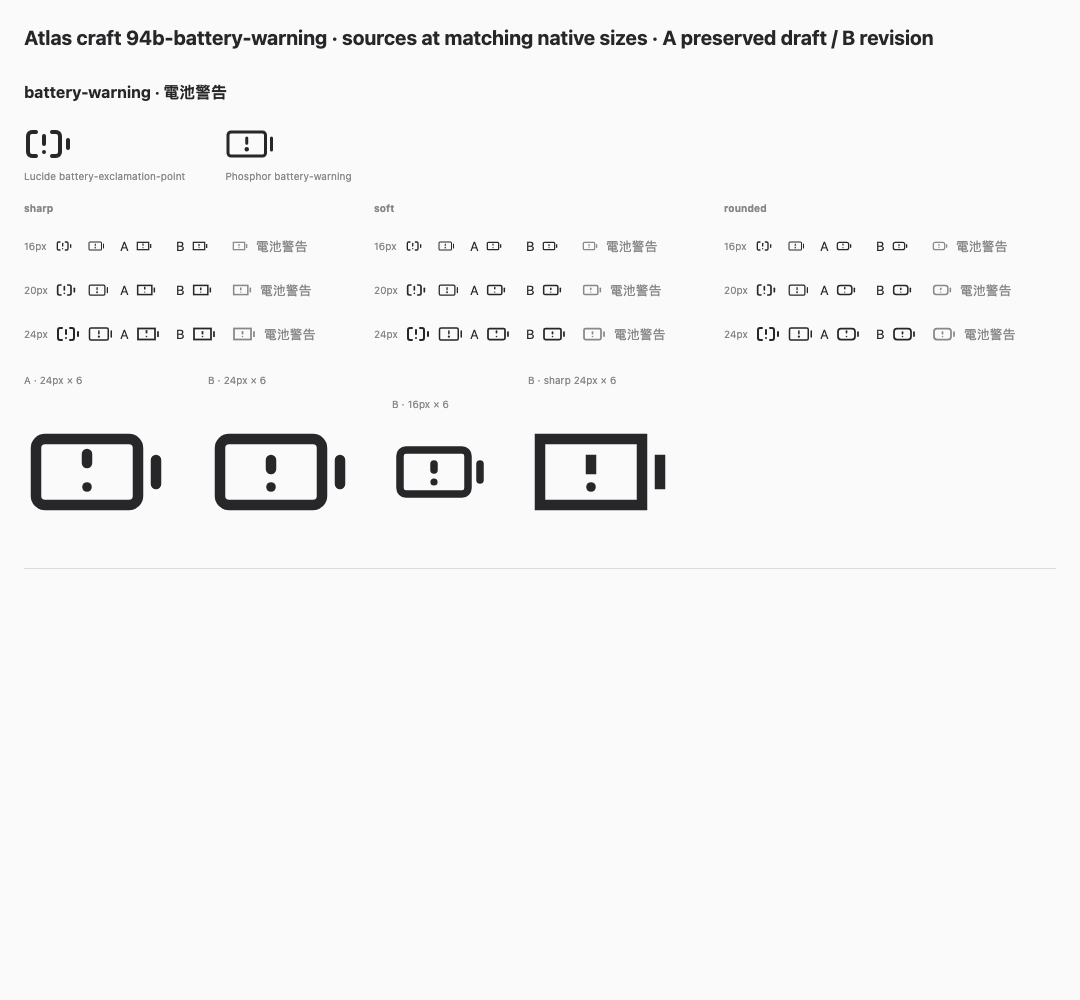 Atlas craft 94b-battery-warning · sources at matching native sizes · A preserved draft / B revision
battery-warning · 電池警告
Lucide battery-exclamation-point
Phosphor battery-warning
sharp
soft
rounded
16px A B 電池警告
16px A B 電池警告
16px A B 電池警告
20px A B 電池警告
20px A B 電池警告
20px A B 電池警告
24px A B 電池警告
24px A B 電池警告
24px A B 電池警告
A · 24px × 6
B · 24px × 6
B · 16px × 6
B · sharp 24px × 6